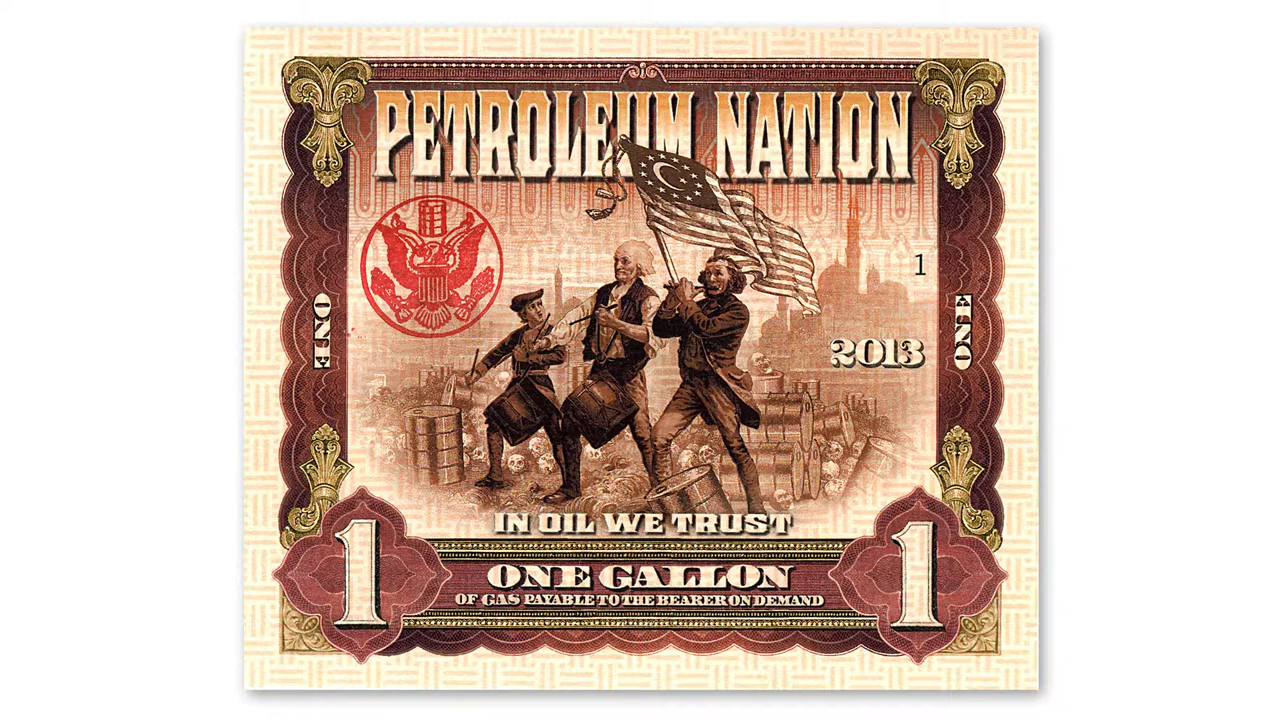 PETROLEUM NATION
1
2013
ONE
ONE
IN OIL WE TRUST
1
1
ONE GALLON
OF GAS PAYABLE TO THE BEARER ON DEMAND